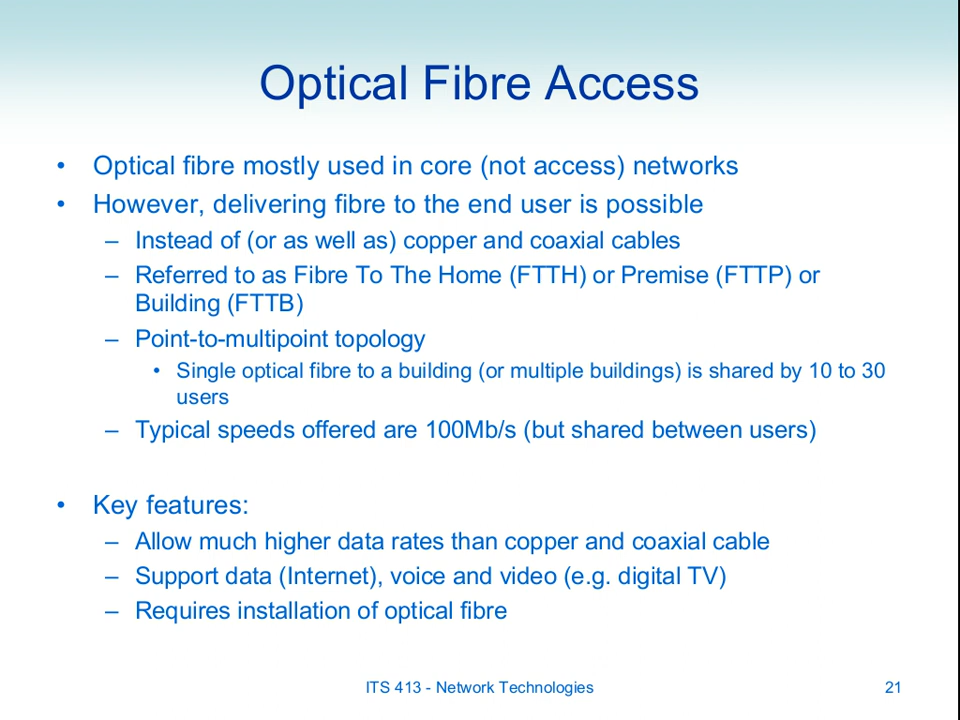 Optical Fibre Access
• Optical fibre mostly used in core (not access) networks
• However, delivering fibre to the end user is possible
– Instead of (or as well as) copper and coaxial cables
– Referred to as Fibre To The Home (FTTH) or Premise (FTTP) or
Building (FTTB)
– Point-to-multipoint topology
• Single optical fibre to a building (or multiple buildings) is shared by 10 to 30
users
– Typical speeds offered are 100Mb/s (but shared between users)
• Key features:
– Allow much higher data rates than copper and coaxial cable
– Support data (Internet), voice and video (e.g. digital TV)
– Requires installation of optical fibre
ITS 413 - Network Technologies
21